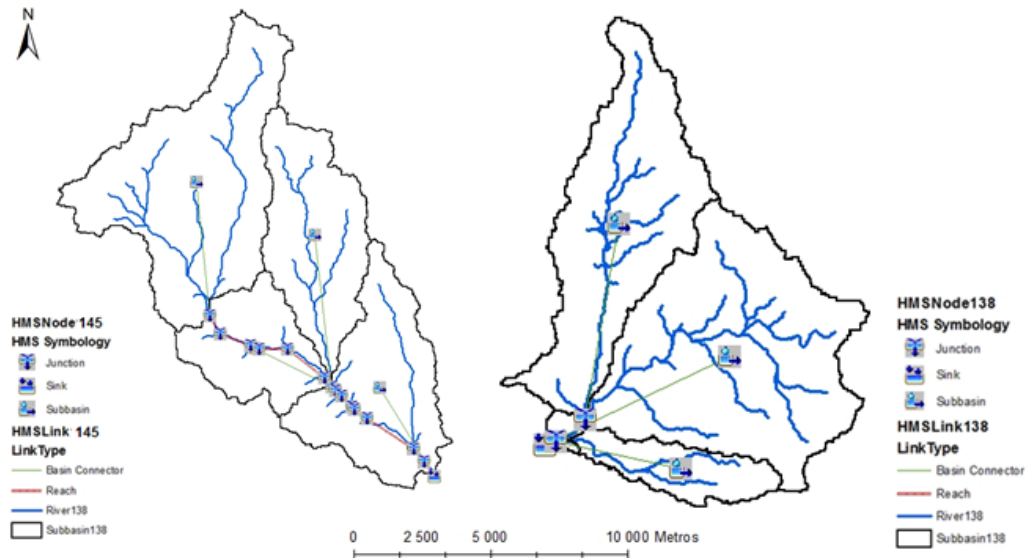 N
HMSNode 145
HMS Symbology
Junction
Sink
Subbasin
HMSLink 145
LinkType
Basin Connector
Reach
River138
Subbasin138
HMSNode138
HMS Symbology
Junction
Sink
Subbasin
HMSLink138
LinkType
Basin Connector
Reach
River138
Subbasin138
0 2 500 5 000 10 000 Metros